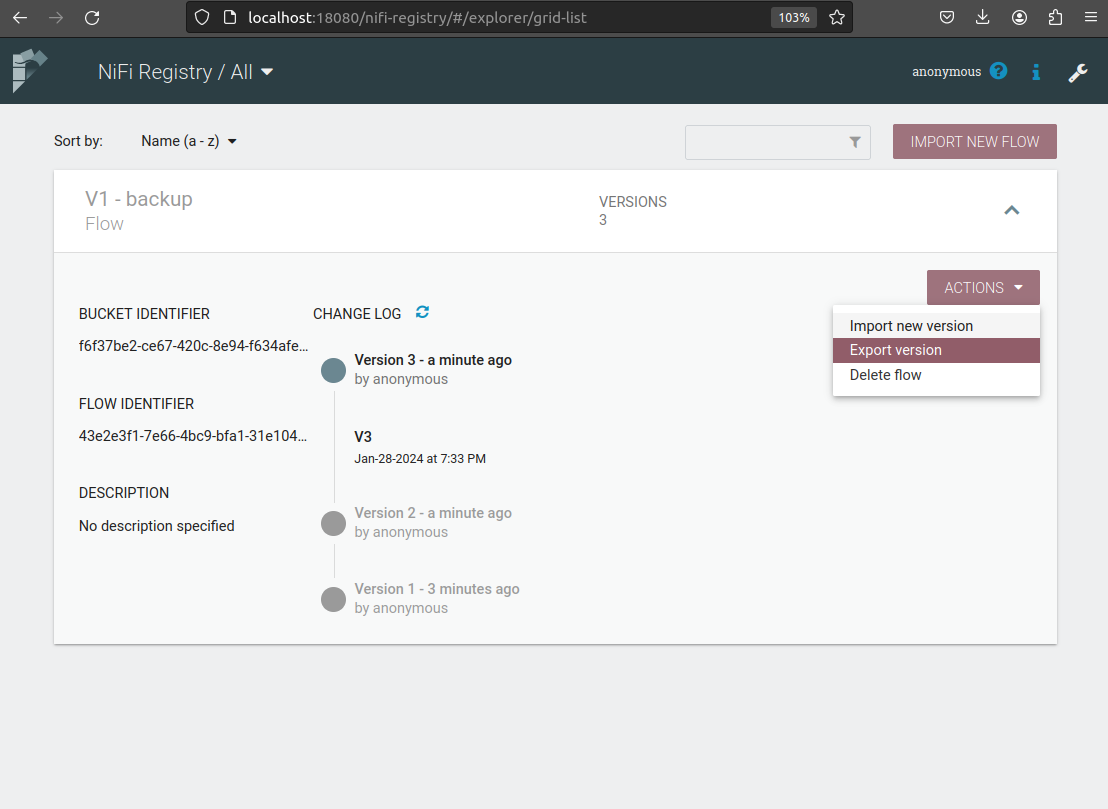 localhost:18080/nifi-registry/#/explorer/grid-list
103%
NiFi Registry / All
anonymous
Sort by:
Name (a - z)
IMPORT NEW FLOW
V1 - backup
Flow
VERSIONS
3
ACTIONS
Import new version
Export version
Delete flow
BUCKET IDENTIFIER
f6f37be2-ce67-420c-8e94-f634afe...
FLOW IDENTIFIER
43e2e3f1-7e66-4bc9-bfa1-31e104...
DESCRIPTION
No description specified
CHANGE LOG
Version 3 - a minute ago
by anonymous
V3
Jan-28-2024 at 7:33 PM
Version 2 - a minute ago
by anonymous
Version 1 - 3 minutes ago
by anonymous